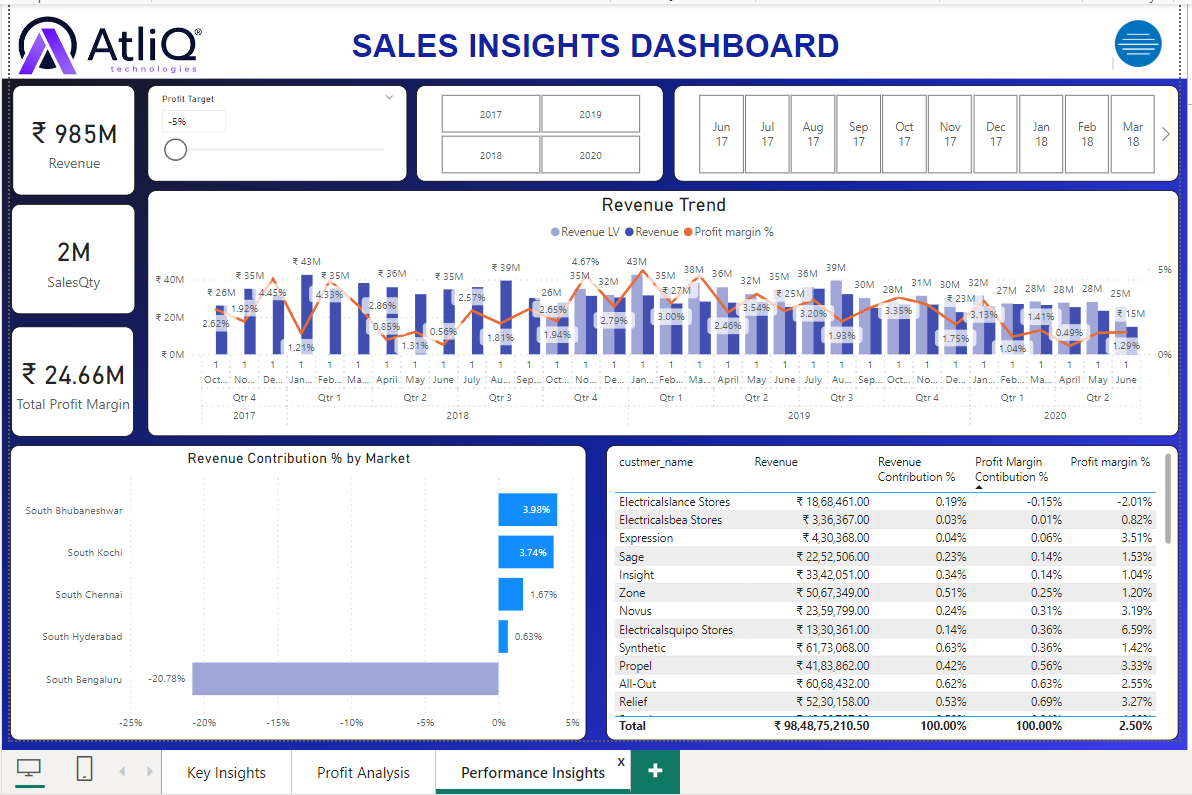 AtliQ®
technologies
SALES INSIGHTS DASHBOARD
₹ 985M
Revenue
2M
SalesQty
₹ 24.66M
Total Profit Margin
Profit Target
-5%
2017 2019
2018 2020
Jun 17 Jul 17 Aug 17 Sep 17 Oct 17 Nov 17 Dec 17 Jan 18 Feb 18 Mar 18
Revenue Trend
Revenue LV Revenue Profit margin %
₹ 40M
₹ 20M
₹ 0M
5%
0%
₹ 26M ₹ 35M ₹ 43M ₹ 35M ₹ 36M ₹ 35M ₹ 39M 26M 35M 32M 43M 35M 38M 36M 32M 35M 36M 39M 30M 28M 31M 30M 32M 27M 28M 28M 28M 25M
₹ 27M ₹ 25M ₹ 23M ₹ 15M
2.62% 1.92% 4.45% 1.21% 4.33% 2.86% 0.85% 1.31% 0.56% 2.57% 1.81% 2.65% 1.94% 4.67% 2.79% 3.00% 2.46% 3.54% 3.20% 1.93% 3.35% 1.75% 3.13% 1.04% 1.41% 0.49% 1.29%
1 1 1 1 1 1 1 1 1 1 1 1 1 1 1 1 1 1 1 1 1 1 1 1 1 1 1 1 1 1 1 1 1
Oct... No... De... Jan... Feb... Ma... April May June July Au... Sep... Oct... No... De... Jan... Feb... Ma... April May June July Au... Sep... Oct... No... De... Jan... Feb... Ma... April May June
Qtr 4 Qtr 1 Qtr 2 Qtr 3 Qtr 4 Qtr 1 Qtr 2 Qtr 3 Qtr 4 Qtr 1 Qtr 2
2017 2018 2019 2020
Revenue Contribution % by Market
South Bhubaneshwar 3.98%
South Kochi 3.74%
South Chennai 1.67%
South Hyderabad 0.63%
South Bengaluru -20.78%
-25% -20% -15% -10% -5% 0% 5%
custmer_name Revenue Revenue Contribution % Profit Margin Contibution % Profit margin %
Electricalslance Stores ₹ 18,68,461.00 0.19% -0.15% -2.01%
Electricalsbea Stores ₹ 3,36,367.00 0.03% 0.01% 0.82%
Expression ₹ 4,30,368.00 0.04% 0.06% 3.51%
Sage ₹ 22,52,506.00 0.23% 0.14% 1.53%
Insight ₹ 33,42,051.00 0.34% 0.14% 1.04%
Zone ₹ 50,67,349.00 0.51% 0.25% 1.20%
Novus ₹ 23,59,799.00 0.24% 0.31% 3.19%
Electricalsquipo Stores ₹ 13,30,361.00 0.14% 0.36% 6.59%
Synthetic ₹ 61,73,068.00 0.63% 0.36% 1.42%
Propel ₹ 41,83,862.00 0.42% 0.56% 3.33%
All-Out ₹ 60,68,432.00 0.62% 0.63% 2.55%
Relief ₹ 52,30,158.00 0.53% 0.69% 3.27%
Total ₹ 98,48,75,210.50 100.00% 100.00% 2.50%
Key Insights Profit Analysis Performance Insights x +